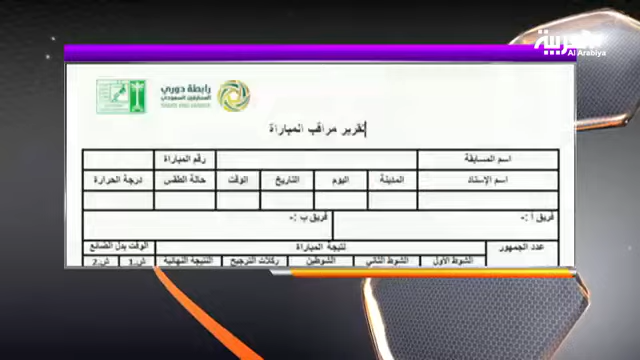 العربية
Al Arabiya
رابطة دوري
المحترفين السعودي
تقرير مراقب المباراة
اسم المسابقة
رقم المباراة
اسم الإستاد المدينة اليوم التاريخ الوقت حالة الطقس درجة الحرارة
فريق أ :- فريق ب :-
عدد الجمهور نتيجة المباراة الوقت بدل الضائع
الشوط الأول الشوط الثاني الشوطين ركلات الترجيح النتيجة النهائية ش.1 ش.2